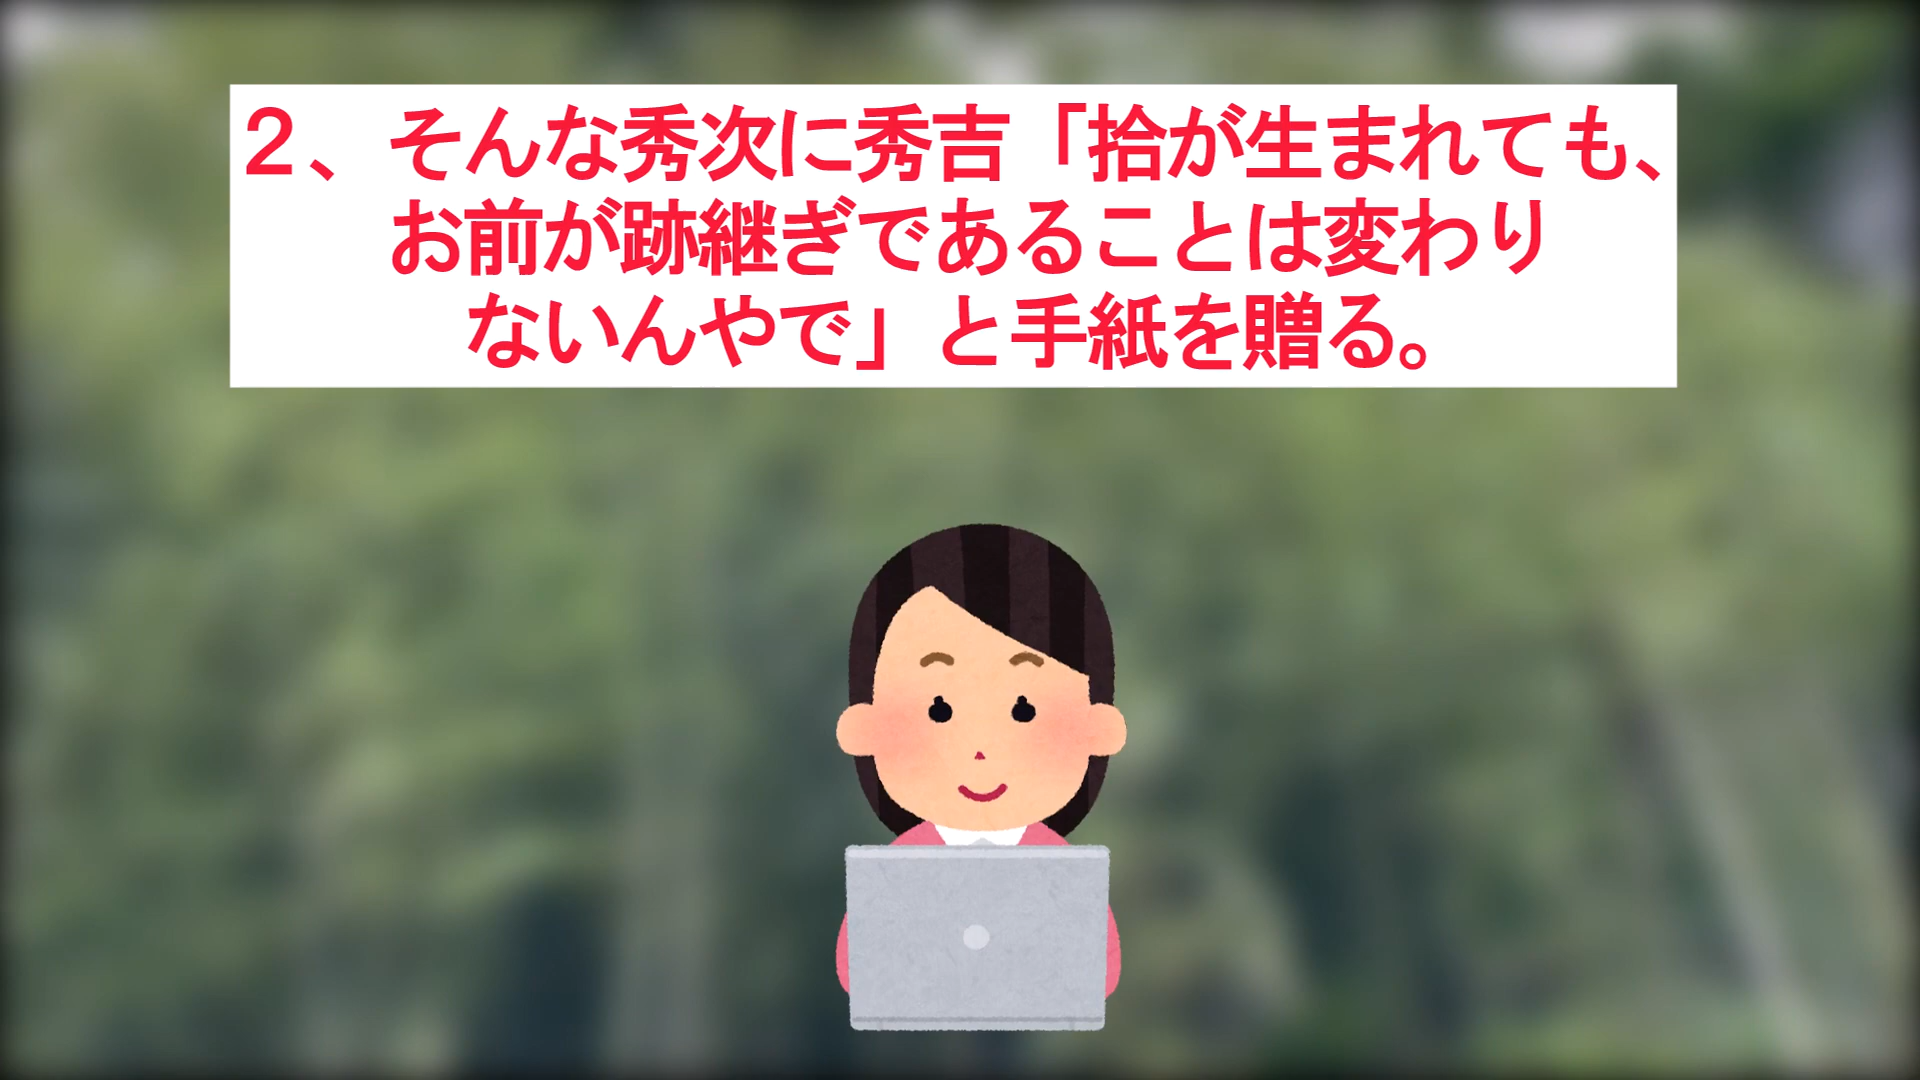 ２、そんな秀次に秀吉「拾が生まれても、
お前が跡継ぎであることは変わり
ないんやで」と手紙を贈る。